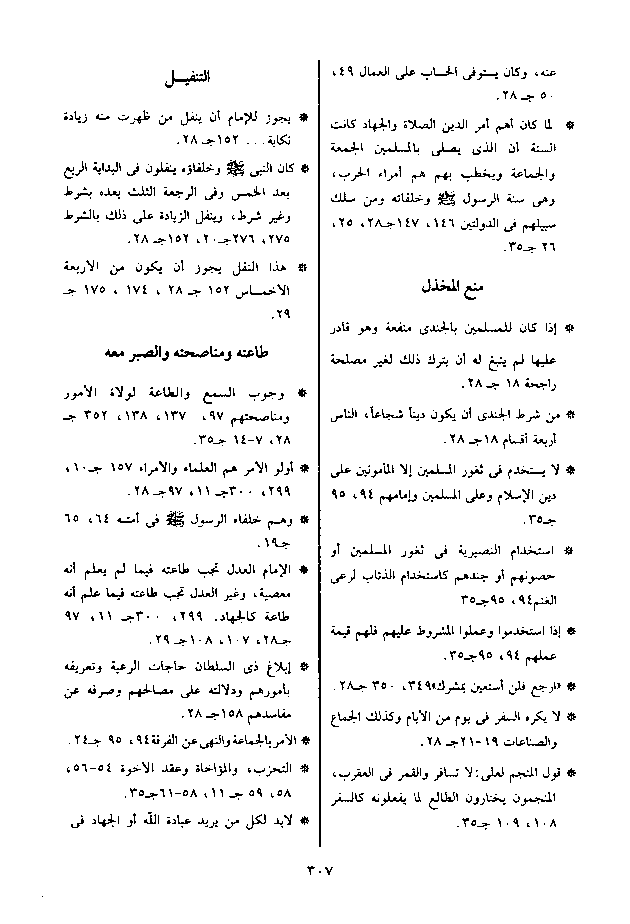 عنه، وكان يستوفى الحساب على العمال ٤٩،
٥٠ جـ ٢٨.
* لما كان أهم أمر الدين الصلاة والجهاد كانت
السنة أن الذى يصلى بالمسلمين الجمعة
والجماعة ويخطب بهم هم أمراء الحرب،
وهى سنة الرسول ﷺ وخلفائه ومن سلك
سبيلهم فى الدولتين ١٤٦، ١٤٧جـ٢٨، ٢٥،
٢٦ جـ٣٥.
منع المخذل
* إذا كان للمسلمين بالجندى منفعة وهو قادر
عليها لم ينبغ له أن يترك ذلك لغير مصلحة
راجحة ١٨ جـ ٢٨.
* من شرط الجندى أن يكون ديناً شجاعاً، الناس
أربعة أقسام ١٨جـ ٢٨.
* لا يستخدم فى ثغور المسلمين إلا المأمونين على
دين الإسلام وعلى المسلمين وإمامهم ٩٤، ٩٥
جـ٣٥.
* استخدام النصيرية فى ثغور المسلمين أو
حصونهم أو جندهم كاستخدام الذئاب لرعى
الغنم٩٤، ٩٥جـ٣٥
* إذا استخدموا وعملوا المشروط عليهم فلهم قيمة
عملهم ٩٤، ٩٥جـ٣٥.
* «ارجع فلن أستعين بمشرك»٣٤٩، ٣٥٠ جـ٢٨.
* لا يكره السفر فى يوم من الأيام وكذلك الجماع
والصناعات ١٩-٢١جـ ٢٨.
* قول المنجم لعلى: لا تسافر والقمر فى العقرب،
المنجمون يختارون الطالع لما يفعلونه كالسفر
١٠٨، ١٠٩ جـ٣٥.
التنفيـل
* يجوز للإمام أن ينفل من ظهرت منه زيادة
نكاية... ١٥٢جـ ٢٨.
* كان النبى ﷺ وخلفاؤه ينفلون فى البداية الربع
بعد الخمس وفى الرجعة الثلث بعده بشرط
وغير شرط، وينفل الزيادة على ذلك بالشرط
٢٧٥، ٢٧٦جـ٢٠، ١٥٢جـ ٢٨.
* هذا النفل يجوز أن يكون من الأربعة
الأخماس ١٥٢ جـ ٢٨ ، ١٧٤ ، ١٧٥ جـ
٢٩.
طاعته ومناصحته والصبر معه
* وجوب السمع والطاعة لولاة الأمور
ومناصحتهم ٩٧، ١٣٧، ١٣٨، ٣٥٢ جـ
٢٨، ٧-١٤ جـ٣٥.
* أولو الأمر هم العلماء والأمراء ١٥٧ جـ١٠،
٢٩٩، ٣٠٠جـ ١١، ٩٧جـ ٢٨.
* وهم خلفاء الرسول ﷺ فى أمته ٦٤، ٦٥
جـ١٩.
* الإمام العدل تجب طاعته فيما لم يعلم أنه
معصية، وغير العدل تجب طاعته فيما علم أنه
طاعة كالجهاد. ٢٩٩، ٣٠٠جـ ١١، ٩٧
جـ٢٨، ١٠٧، ١٠٨جـ ٢٩.
* إبلاغ ذى السلطان حاجات الرعية وتعريفه
بأمورهم ودلالته على مصالحهم وصرفه عن
مفاسدهم ١٥٨جـ ٢٨.
* الأمر بالجماعة والنهى عن الفرقة٩٤، ٩٥ جـ٢٤.
* التحزب، والمؤاخاة وعقد الأخوة ٥٤-٥٦،
٥٨، ٥٩ جـ ١١، ٥٨-٦١جـ٣٥.
* لابد لكل من يريد عبادة الله أو الجهاد فى
٣٠٧